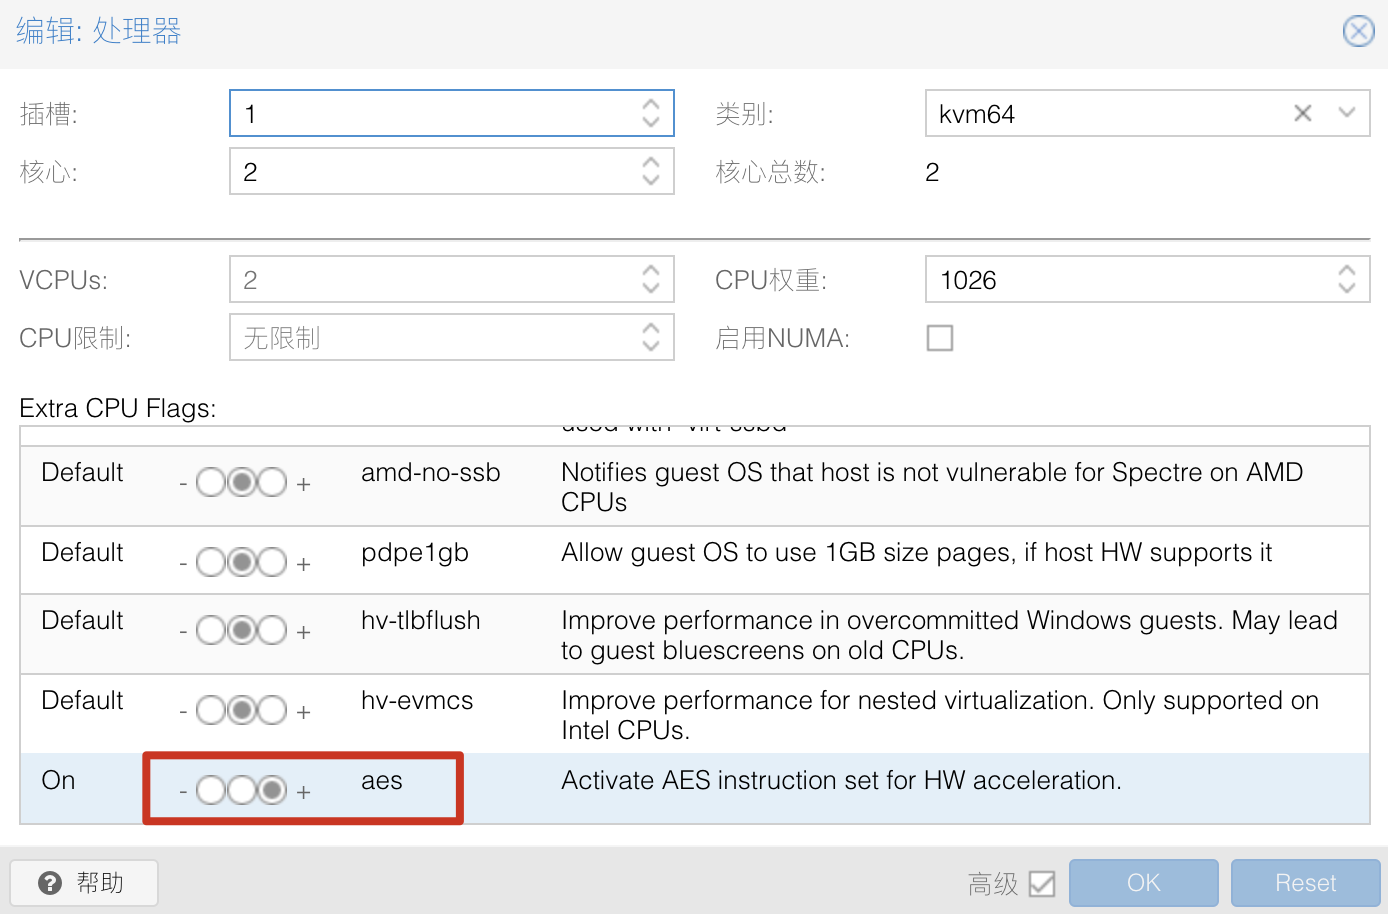 编辑: 处理器
插槽: 1 类别: kvm64
核心: 2 核心总数: 2
VCPUs: 2 CPU权重: 1026
CPU限制: 无限制 启用NUMA:
Extra CPU Flags:
used with "virt-ssbd"
Default - + amd-no-ssb Notifies guest OS that host is not vulnerable for Spectre on AMD
CPUs
Default - + pdpe1gb Allow guest OS to use 1GB size pages, if host HW supports it
Default - + hv-tlbflush Improve performance in overcommitted Windows guests. May lead
to guest bluescreens on old CPUs.
Default - + hv-evmcs Improve performance for nested virtualization. Only supported on
Intel CPUs.
On - + aes Activate AES instruction set for HW acceleration.
帮助 高级 OK Reset